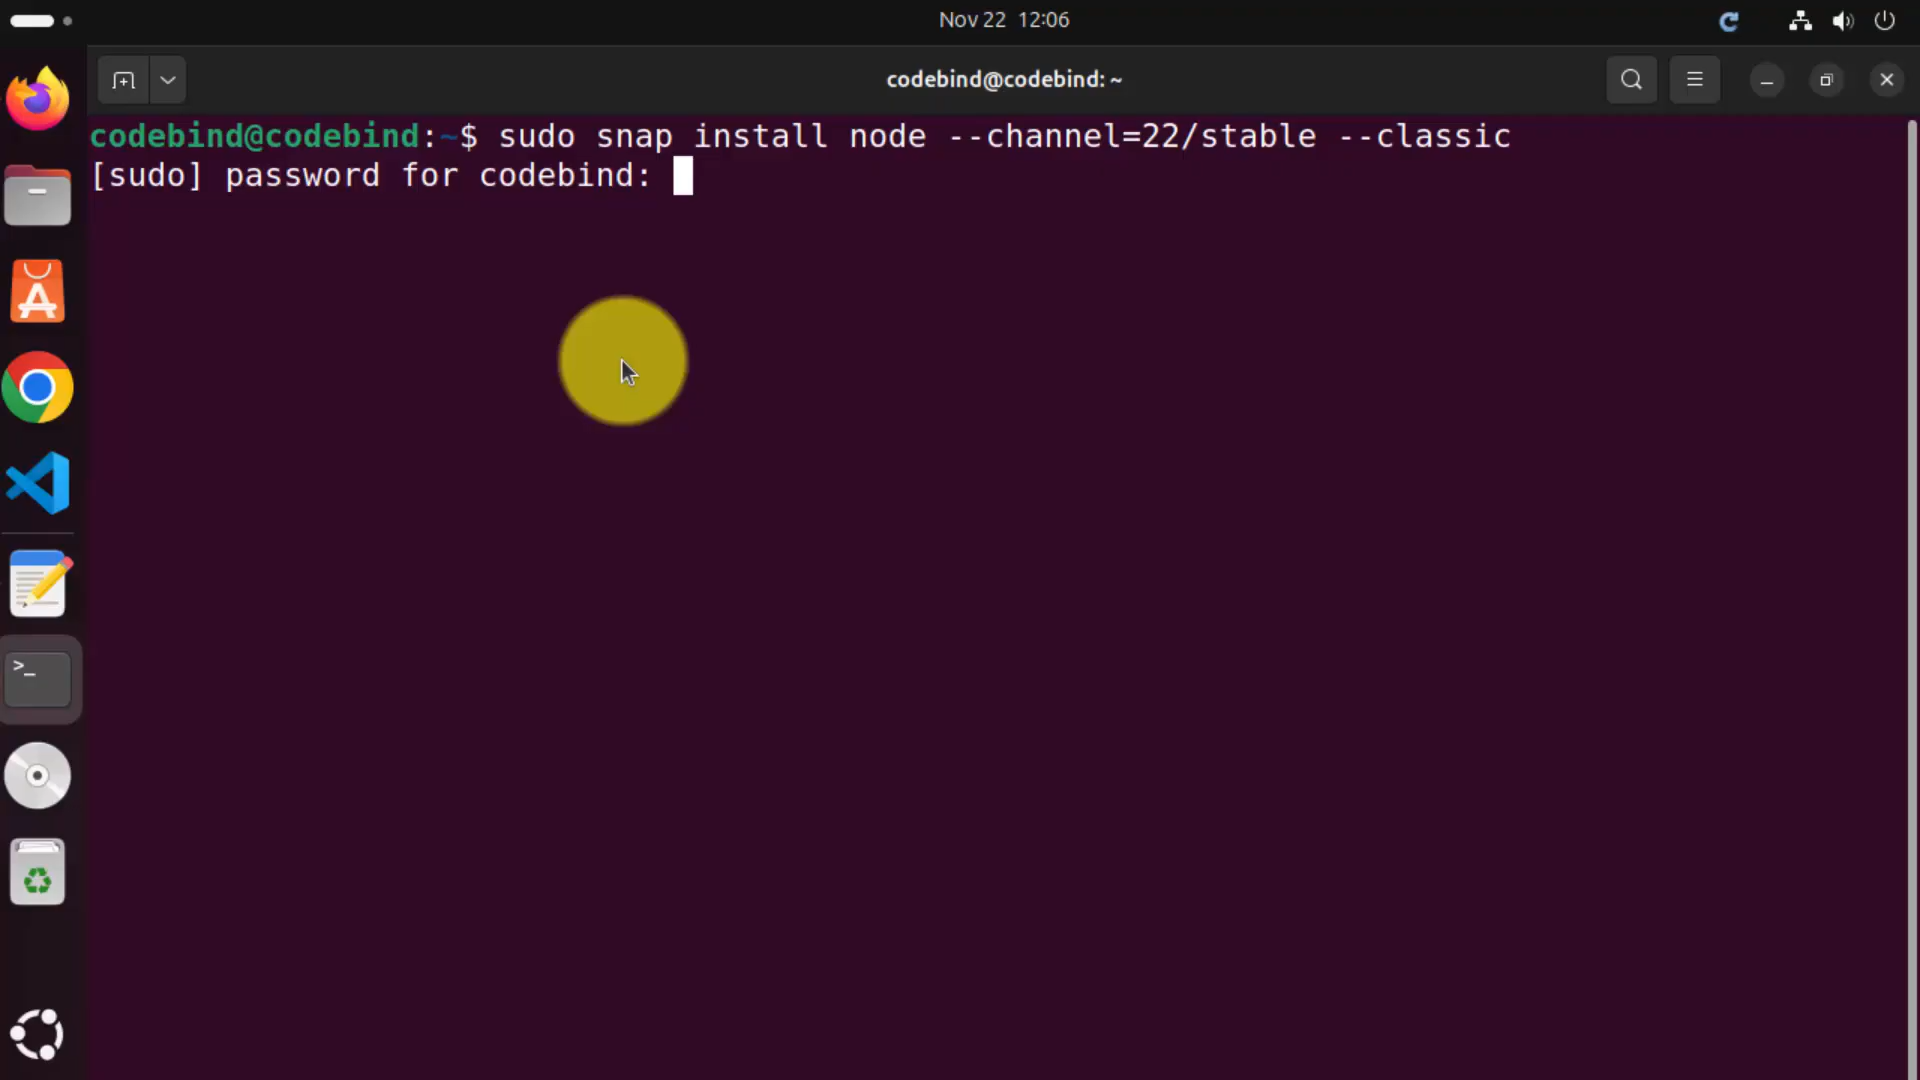 Nov 22 12:06
codebind@codebind: ~
codebind@codebind:~$ sudo snap install node --channel=22/stable --classic
[sudo] password for codebind: